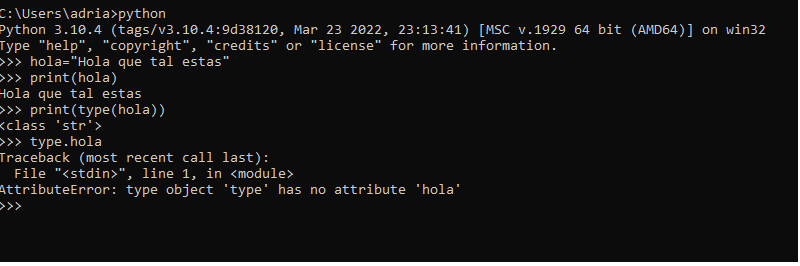 C:\Users\adria>python
Python 3.10.4 (tags/v3.10.4:9d38120, Mar 23 2022, 23:13:41) [MSC v.1929 64 bit (AMD64)] on win32
Type "help", "copyright", "credits" or "license" for more information.
>>> hola="Hola que tal estas"
>>> print(hola)
Hola que tal estas
>>> print(type(hola))
<class 'str'>
>>> type.hola
Traceback (most recent call last):
  File "<stdin>", line 1, in <module>
AttributeError: type object 'type' has no attribute 'hola'
>>>